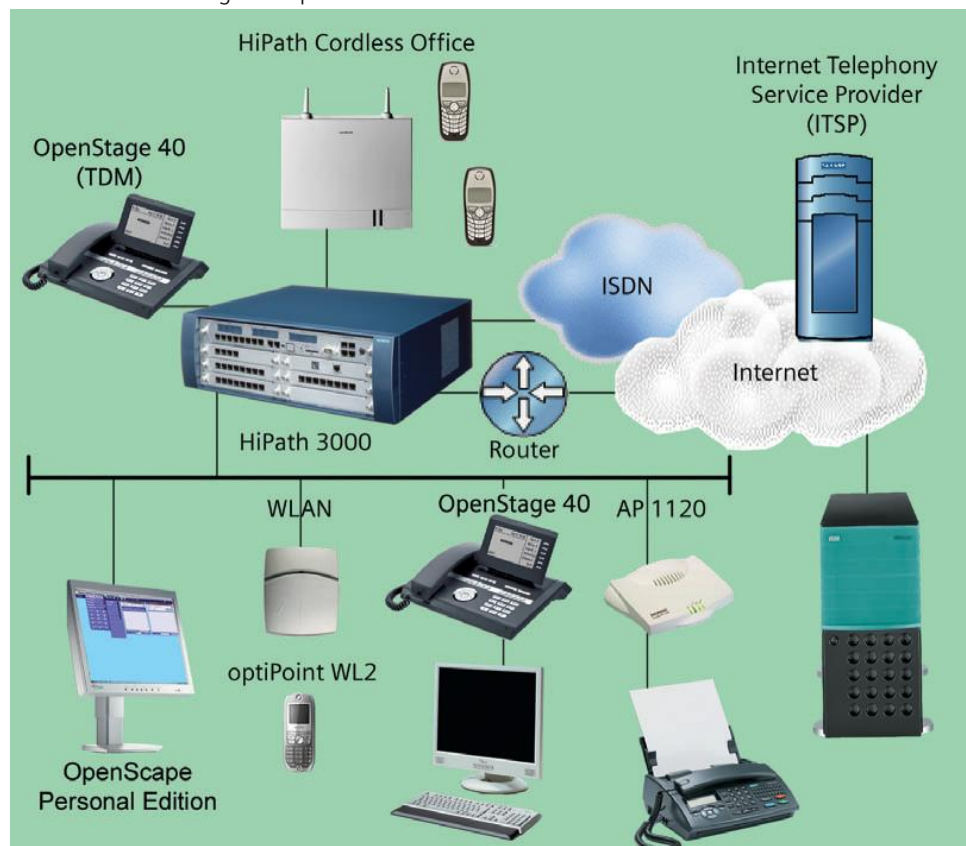 HiPath Cordless Office
Internet Telephony
Service Provider
(ITSP)
OpenStage 40
(TDM)
ISDN
Internet
HiPath 3000
Router
WLAN
OpenStage 40
AP 1120
optiPoint WL2
OpenScape
Personal Edition